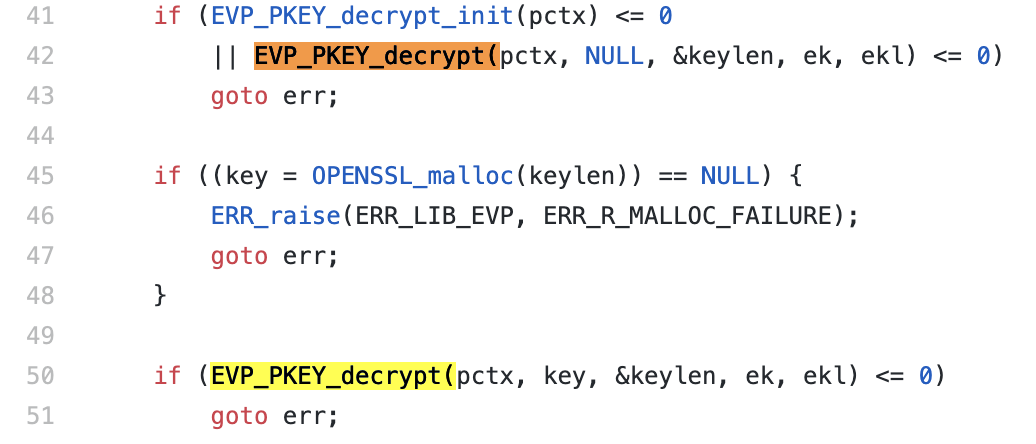 41 if (EVP_PKEY_decrypt_init(pctx) <= 0
42 || EVP_PKEY_decrypt(pctx, NULL, &keylen, ek, ekl) <= 0)
43 goto err;
44
45 if ((key = OPENSSL_malloc(keylen)) == NULL) {
46 ERR_raise(ERR_LIB_EVP, ERR_R_MALLOC_FAILURE);
47 goto err;
48 }
49
50 if (EVP_PKEY_decrypt(pctx, key, &keylen, ek, ekl) <= 0)
51 goto err;